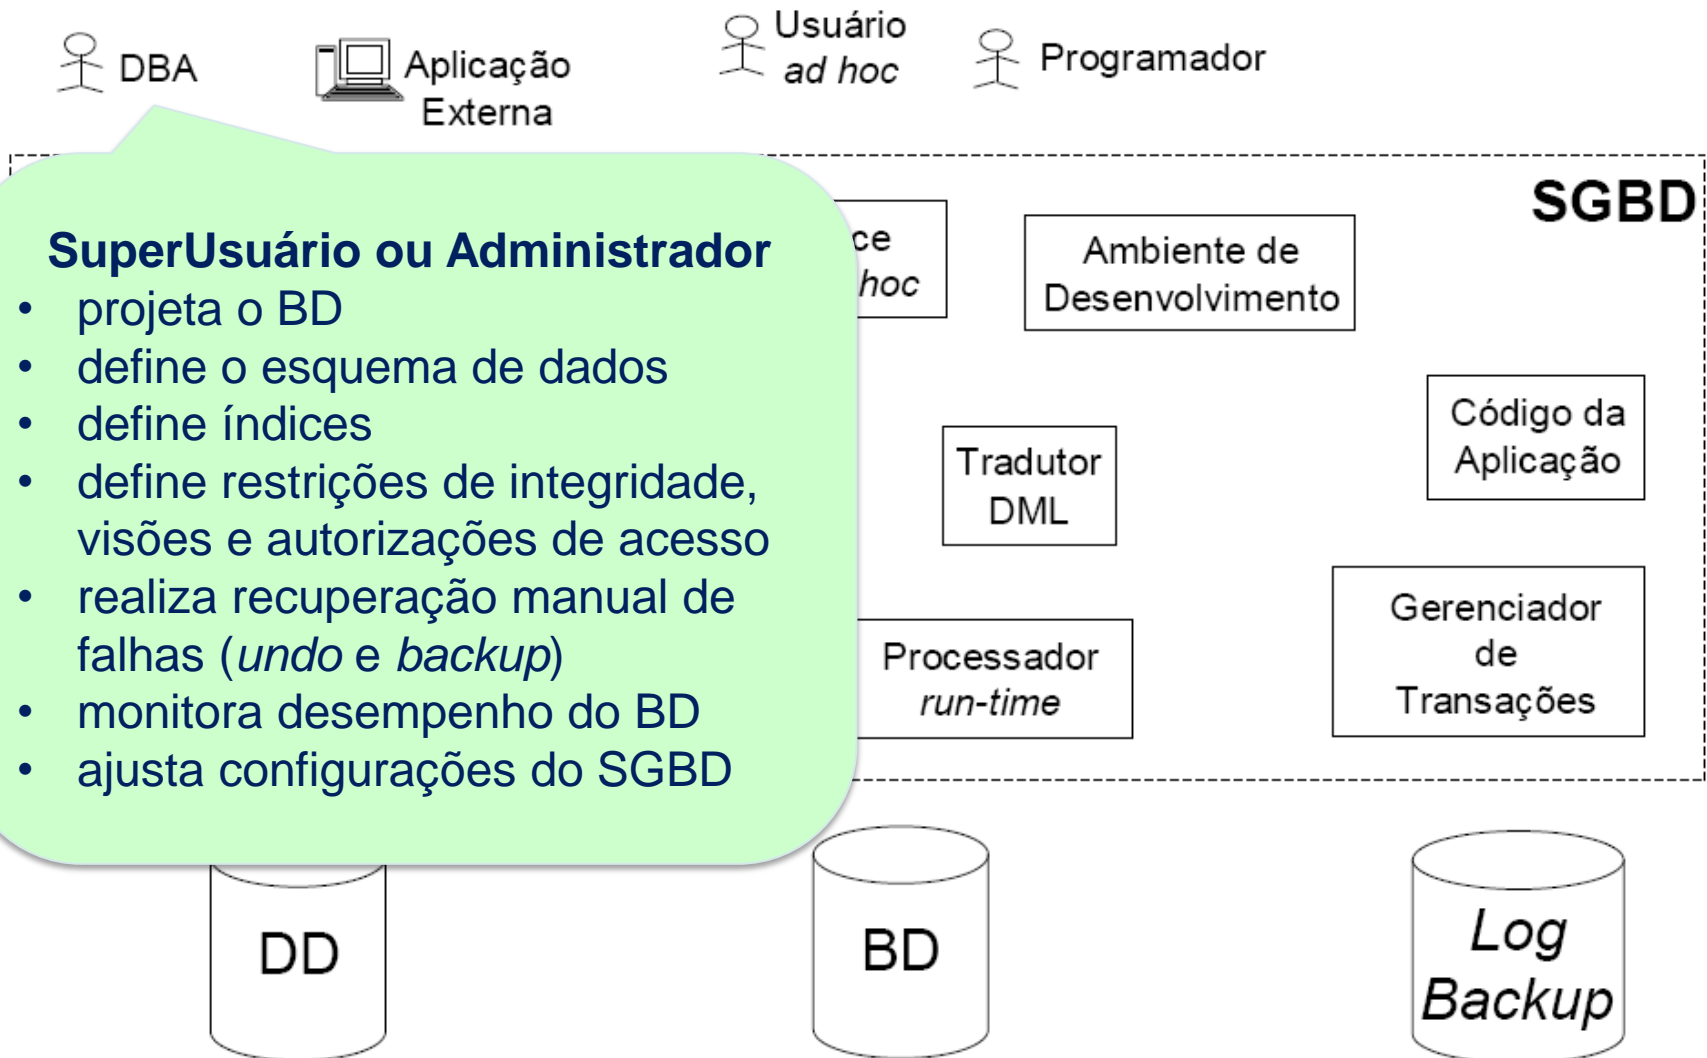 DBA
Aplicação
Externa
Usuário
ad hoc
Programador
SGBD
SuperUsuário ou Administrador
• projeta o BD
• define o esquema de dados
• define índices
• define restrições de integridade,
visões e autorizações de acesso
• realiza recuperação manual de
falhas (undo e backup)
• monitora desempenho do BD
• ajusta configurações do SGBD
hoc
Ambiente de
Desenvolvimento
Código da
Aplicação
Tradutor
DML
Processador
run-time
Gerenciador
de
Transações
DD
BD
Log
Backup